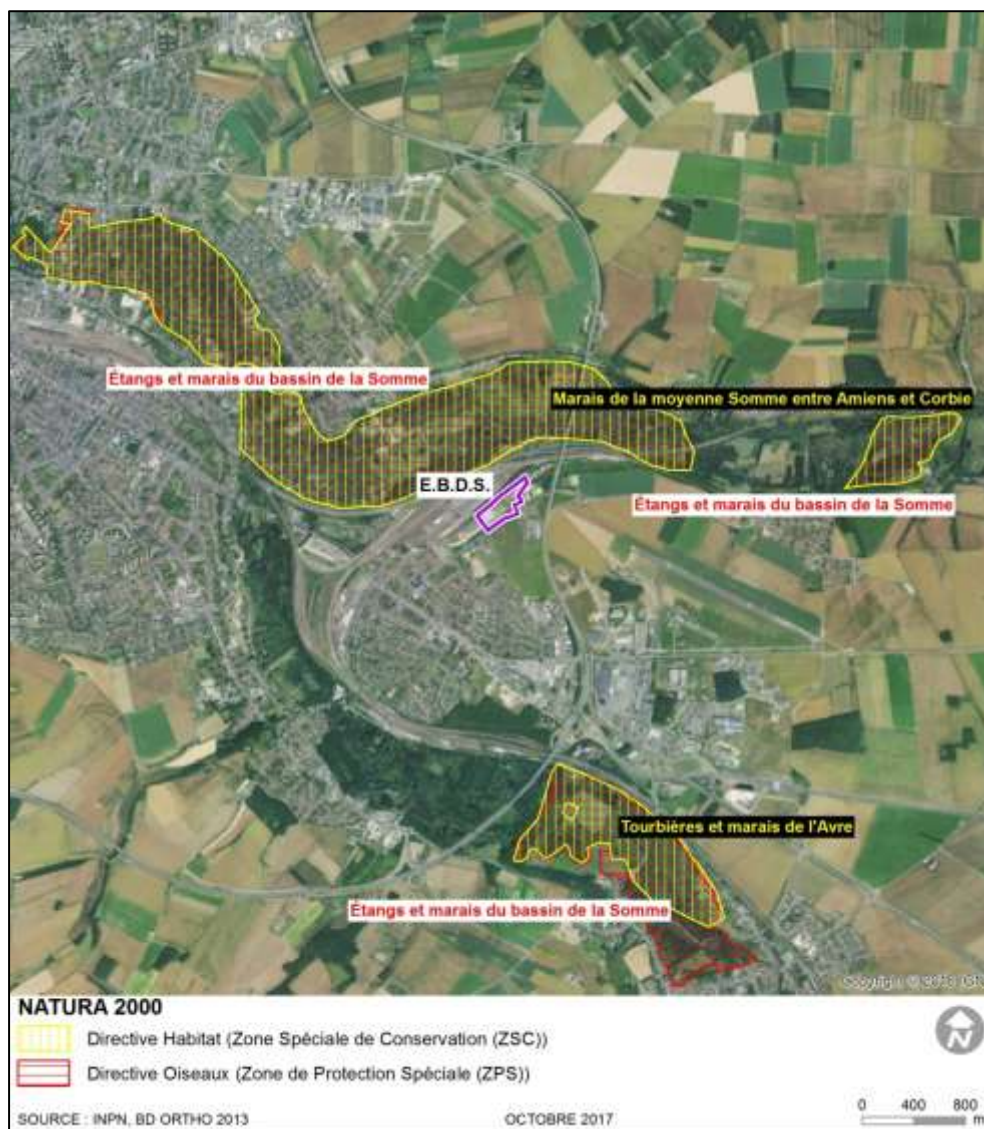 Étangs et marais du bassin de la Somme
Marais de la moyenne Somme entre Amiens et Corbie
E.B.D.S.
Étangs et marais du bassin de la Somme
Tourbières et marais de l'Avre
Étangs et marais du bassin de la Somme
Copyright ©
NATURA 2000
N
Directive Habitat (Zone Spéciale de Conservation (ZSC))
Directive Oiseaux (Zone de Protection Spéciale (ZPS))
SOURCE : INPN, BD ORTHO 2013
OCTOBRE 2017
0 400 800
m